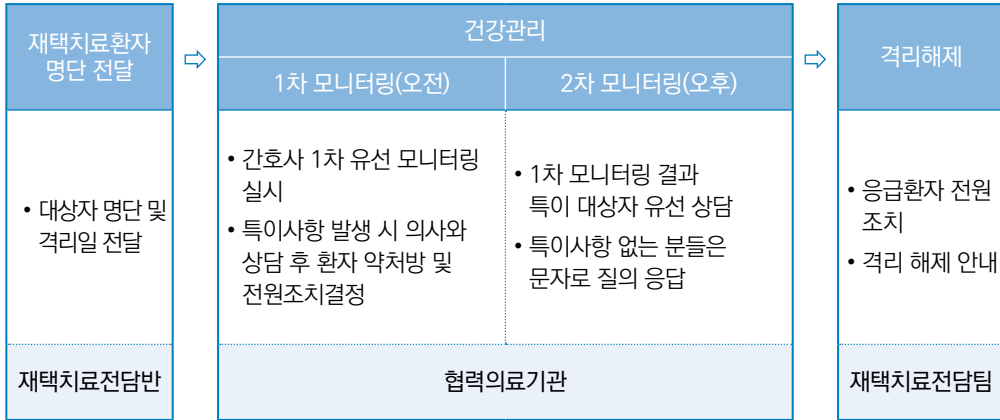 재택치료환자
명단 전달
⇨
건강관리
1차 모니터링(오전)
2차 모니터링(오후)
⇨
격리해제
• 대상자 명단 및
격리일 전달
• 간호사 1차 유선 모니터링
실시
• 특이사항 발생 시 의사와
상담 후 환자 약처방 및
전원조치결정
• 1차 모니터링 결과
특이 대상자 유선 상담
• 특이사항 없는 분들은
문자로 질의 응답
• 응급환자 전원
조치
• 격리 해제 안내
재택치료전담반
협력의료기관
재택치료전담팀